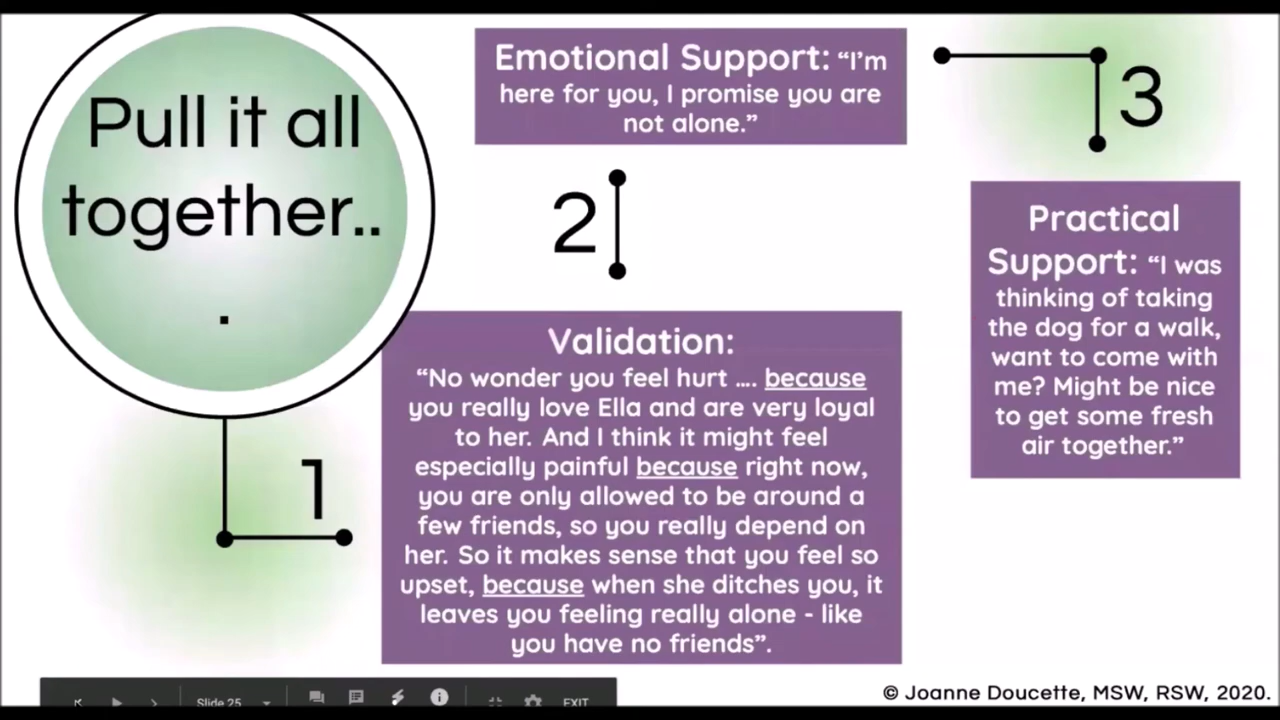 Pull it all
together..
.
1
Validation:
“No wonder you feel hurt .... because
you really love Ella and are very loyal
to her. And I think it might feel
especially painful because right now,
you are only allowed to be around a
few friends, so you really depend on
her. So it makes sense that you feel so
upset, because when she ditches you, it
leaves you feeling really alone - like
you have no friends”.
2
Emotional Support: “I’m
here for you, I promise you are
not alone.”
3
Practical
Support: “I was
thinking of taking
the dog for a walk,
want to come with
me? Might be nice
to get some fresh
air together.”
Slide 25
EXIT
© Joanne Doucette, MSW, RSW, 2020.